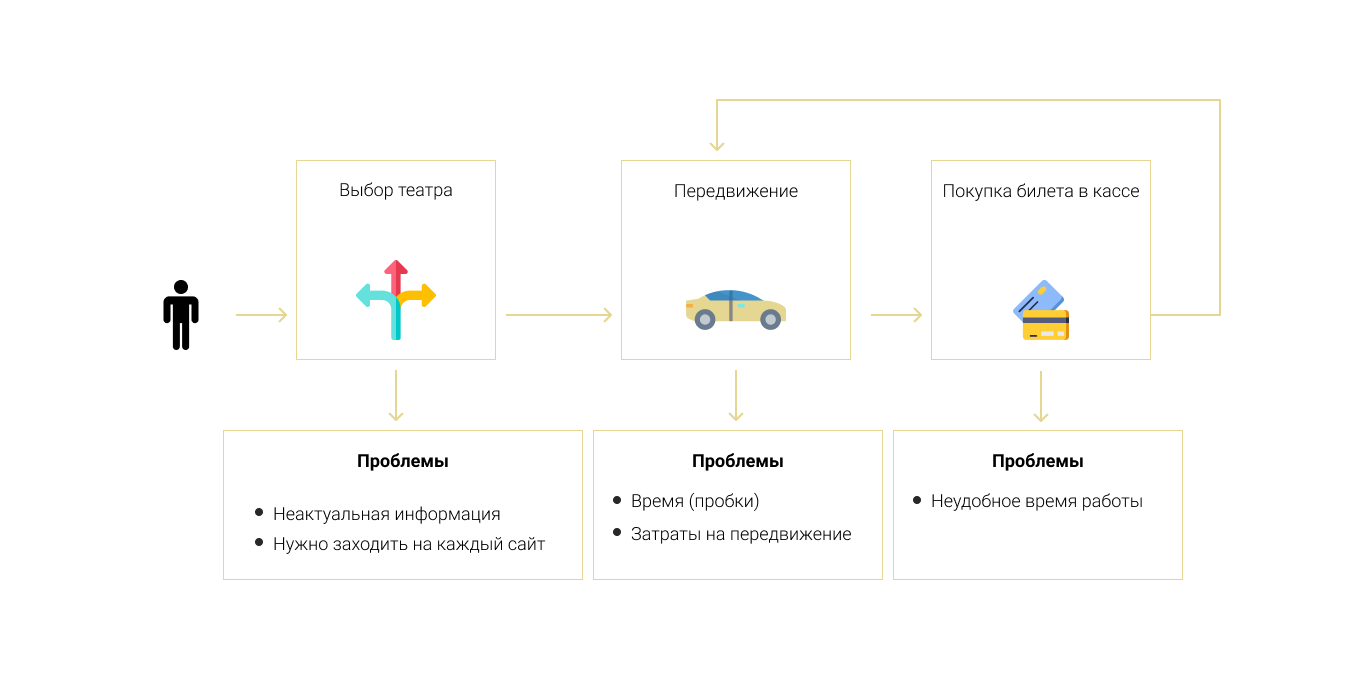 Выбор театра
Передвижение
Покупка билета в кассе
Проблемы
Неактуальная информация
Нужно заходить на каждый сайт
Проблемы
Время (пробки)
Затраты на передвижение
Проблемы
Неудобное время работы